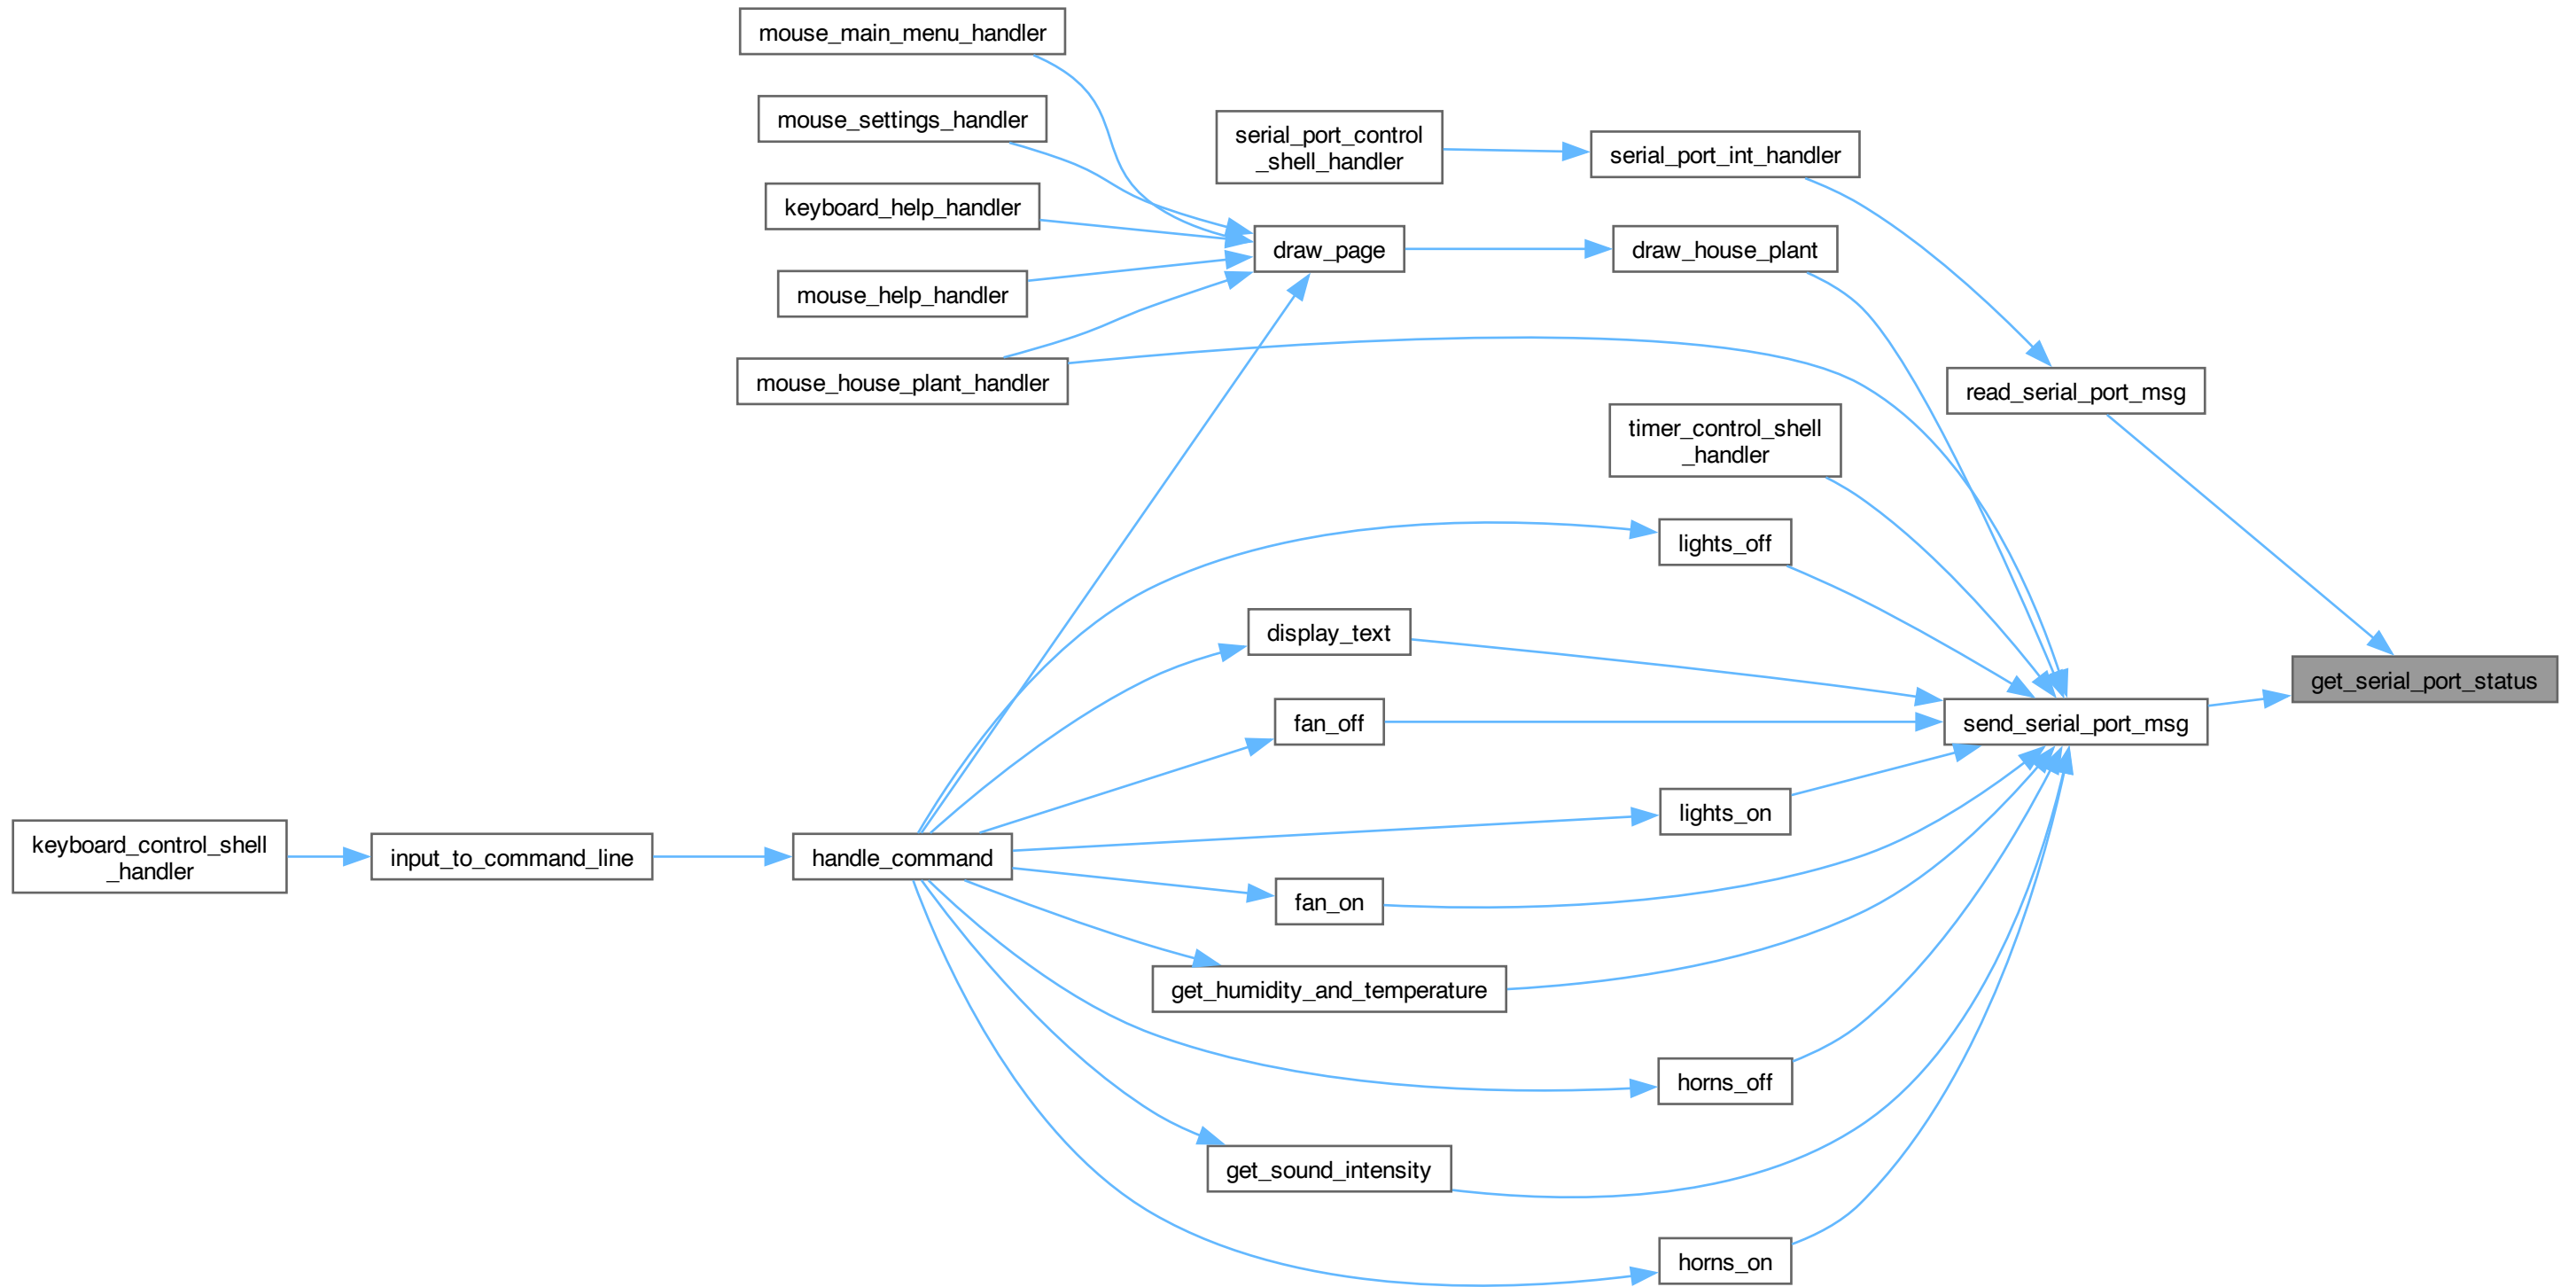 mouse_main_menu_handler
mouse_settings_handler
serial_port_control
_shell_handler
serial_port_int_handler
keyboard_help_handler
draw_page
draw_house_plant
mouse_help_handler
mouse_house_plant_handler
read_serial_port_msg
timer_control_shell
_handler
lights_off
display_text
get_serial_port_status
fan_off
send_serial_port_msg
lights_on
keyboard_control_shell
_handler
input_to_command_line
handle_command
fan_on
get_humidity_and_temperature
horns_off
get_sound_intensity
horns_on